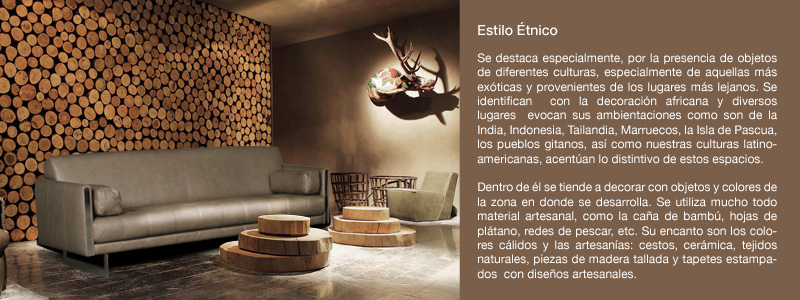 Estilo Étnico
Se destaca especialmente, por la presencia de objetos
de diferentes culturas, especialmente de aquellas más
exóticas y provenientes de los lugares más lejanos. Se
identifican con la decoración africana y diversos
lugares evocan sus ambientaciones como son de la
India, Indonesia, Tailandia, Marruecos, la Isla de Pascua,
los pueblos gitanos, así como nuestras culturas latino-
americanas, acentúan lo distintivo de estos espacios.
Dentro de él se tiende a decorar con objetos y colores de
la zona en donde se desarrolla. Se utiliza mucho todo
material artesanal, como la caña de bambú, hojas de
plátano, redes de pescar, etc. Su encanto son los colo-
res cálidos y las artesanías: cestos, cerámica, tejidos
naturales, piezas de madera tallada y tapetes estampa-
dos con diseños artesanales.